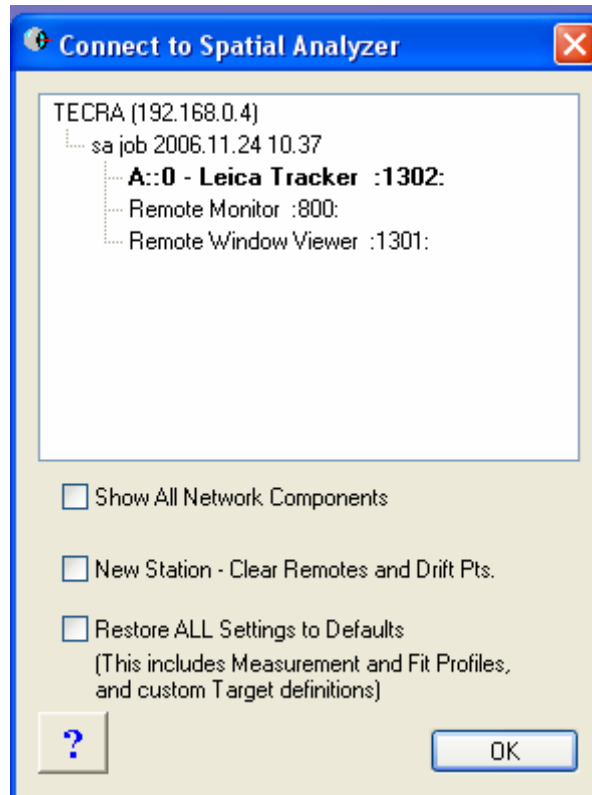 Connect to Spatial Analyzer
TECRA (192.168.0.4)
sa job 2006.11.24 10.37
A::0 - Leica Tracker :1302:
Remote Monitor :800:
Remote Window Viewer :1301:
Show All Network Components
New Station - Clear Remotes and Drift Pts.
Restore ALL Settings to Defaults
(This includes Measurement and Fit Profiles,
and custom Target definitions)
?
OK